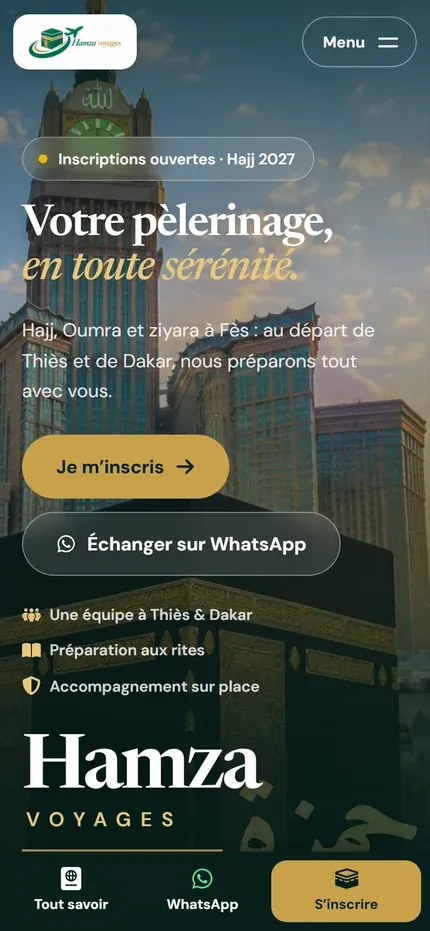 Hamza voyages
Menu
الله
Inscriptions ouvertes · Hajj 2027
Votre pèlerinage,
en toute sérénité.
Hajj, Oumra et ziyara à Fès : au départ de
Thiès et de Dakar, nous préparons tout
avec vous.
Je m’inscris
Échanger sur WhatsApp
Une équipe à Thiès & Dakar
Préparation aux rites
Accompagnement sur place
Hamza
VOYAGES
حمزة
Tout savoir
WhatsApp
S’inscrire